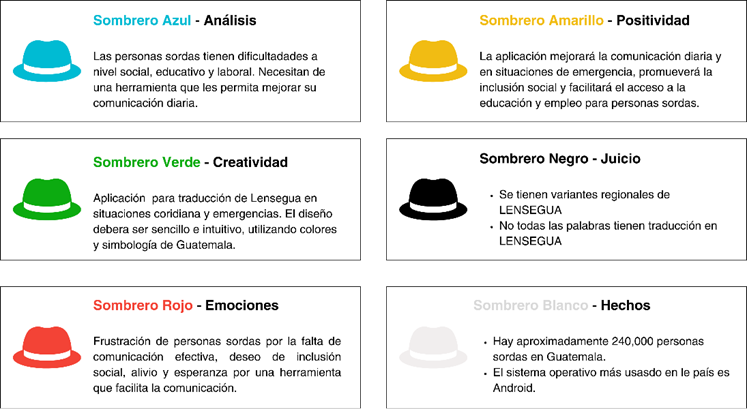 Sombrero Azul - Análisis
Las personas sordas tienen dificultadades a
nivel social, educativo y laboral. Necesitan de
una herramienta que les permita mejorar su
comunicación diaria.
Sombrero Amarillo - Positividad
La aplicación mejorará la comunicación diaria y
en situaciones de emergencia, promueverá la
inclusión social y facilitará el acceso a la
educación y empleo para personas sordas.
Sombrero Verde - Creatividad
Aplicación para traducción de Lensegua en
situaciones coridiana y emergencias. El diseño
debera ser sencillo e intuitivo, utilizando colores
y simbología de Guatemala.
Sombrero Negro - Juicio
• Se tienen variantes regionales de
LENSEGUA
• No todas las palabras tienen traducción en
LENSEGUA
Sombrero Rojo - Emociones
Frustración de personas sordas por la falta de
comunicación efectiva, deseo de inclusión
social, alivio y esperanza por una herramienta
que facilita la comunicación.
Sombrero Blanco - Hechos
• Hay aproximadamente 240,000 personas
sordas en Guatemala.
• El sistema operativo más usasdo en le país es
Android.